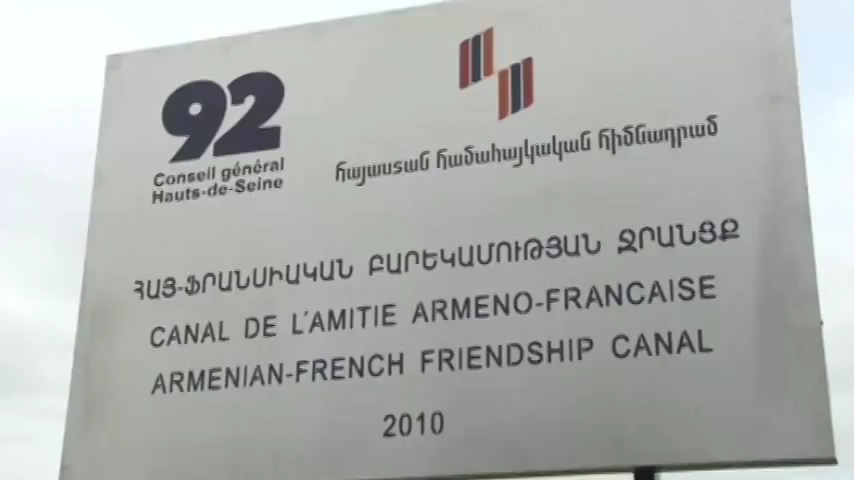 92
Conseil général
Hauts-de-Seine
հայաստան համահայկական հիմնադրամ
ՀԱՅ-ՖՐԱՆՍԻԱԿԱՆ ԲԱՐԵԿԱՄՈՒԹՅԱՆ ՋՐԱՆՑՔ
CANAL DE L'AMITIE ARMENO-FRANCAISE
ARMENIAN-FRENCH FRIENDSHIP CANAL
2010